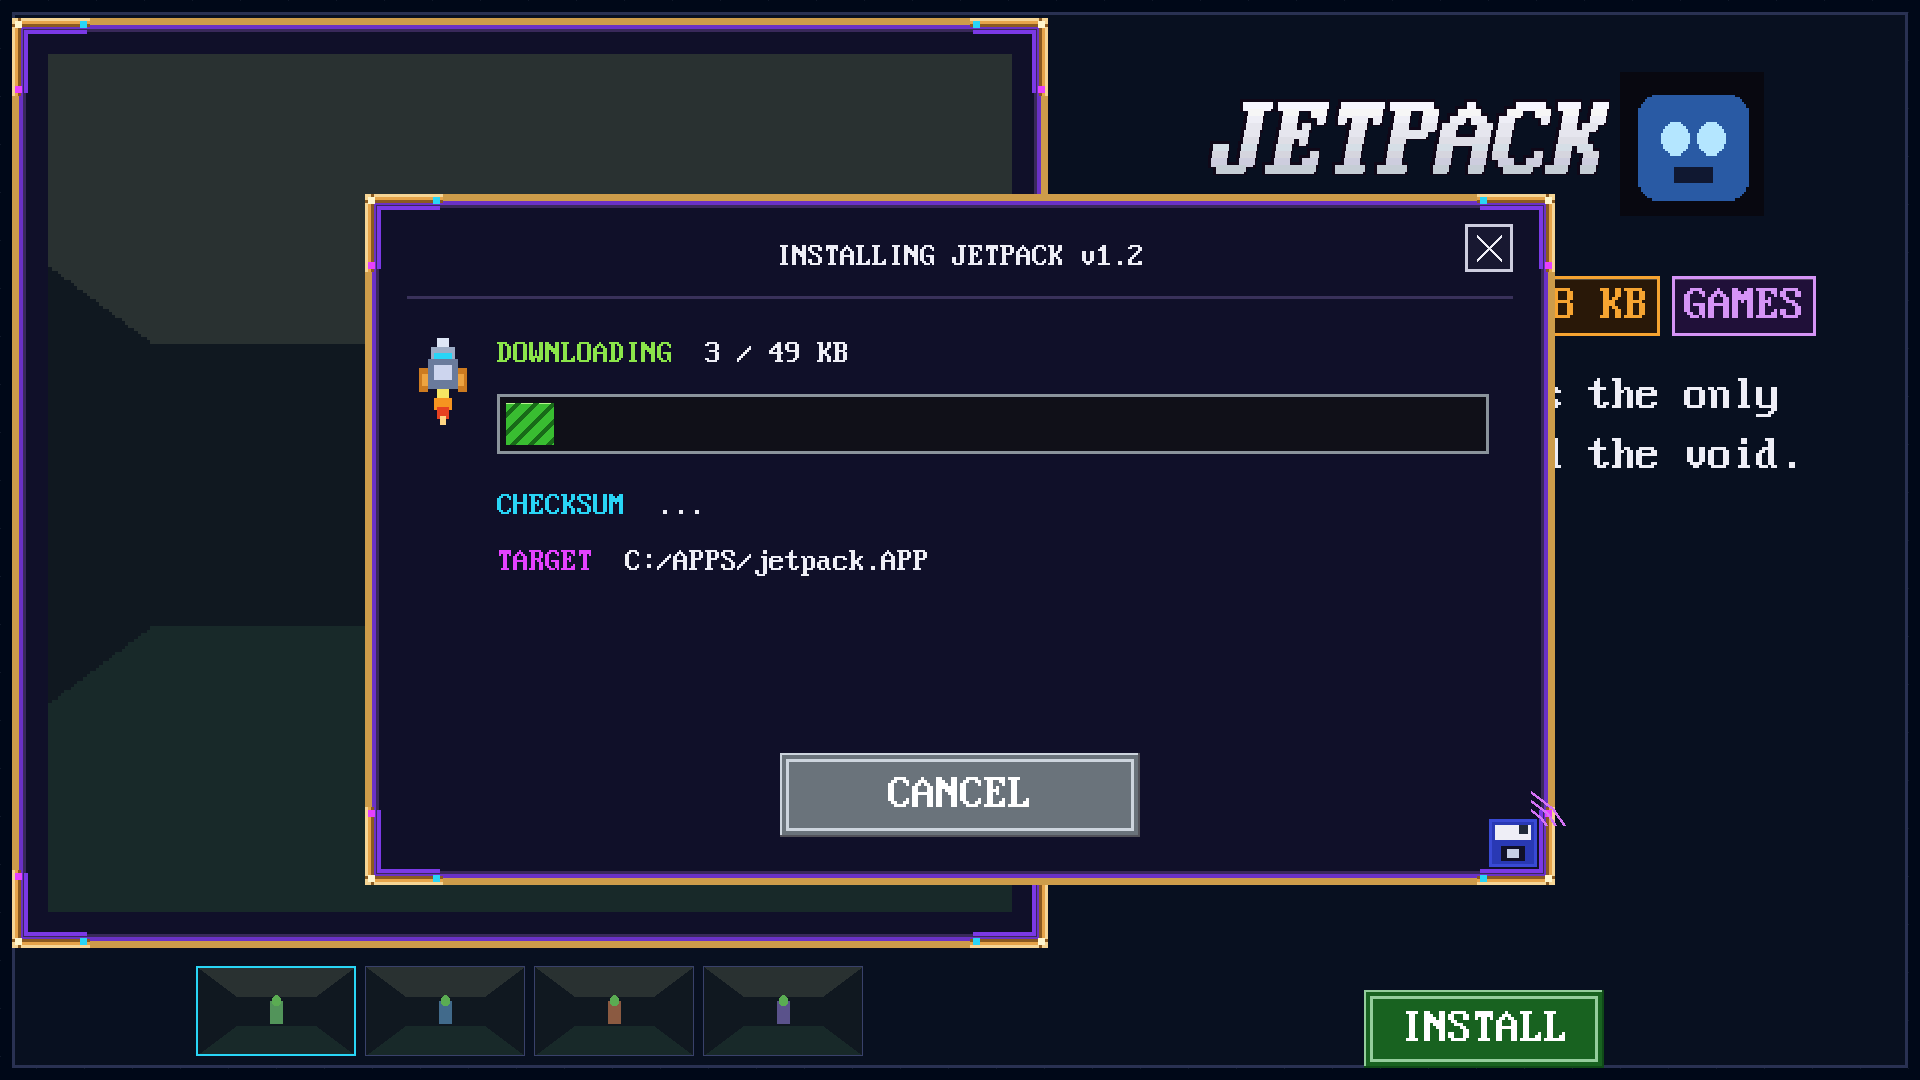 JETPACK
INSTALLING JETPACK v1.2
KB
GAMES
DOWNLOADING 3 / 49 KB
the only
the void.
CHECKSUM ...
TARGET C:/APPS/jetpack.APP
CANCEL
INSTALL